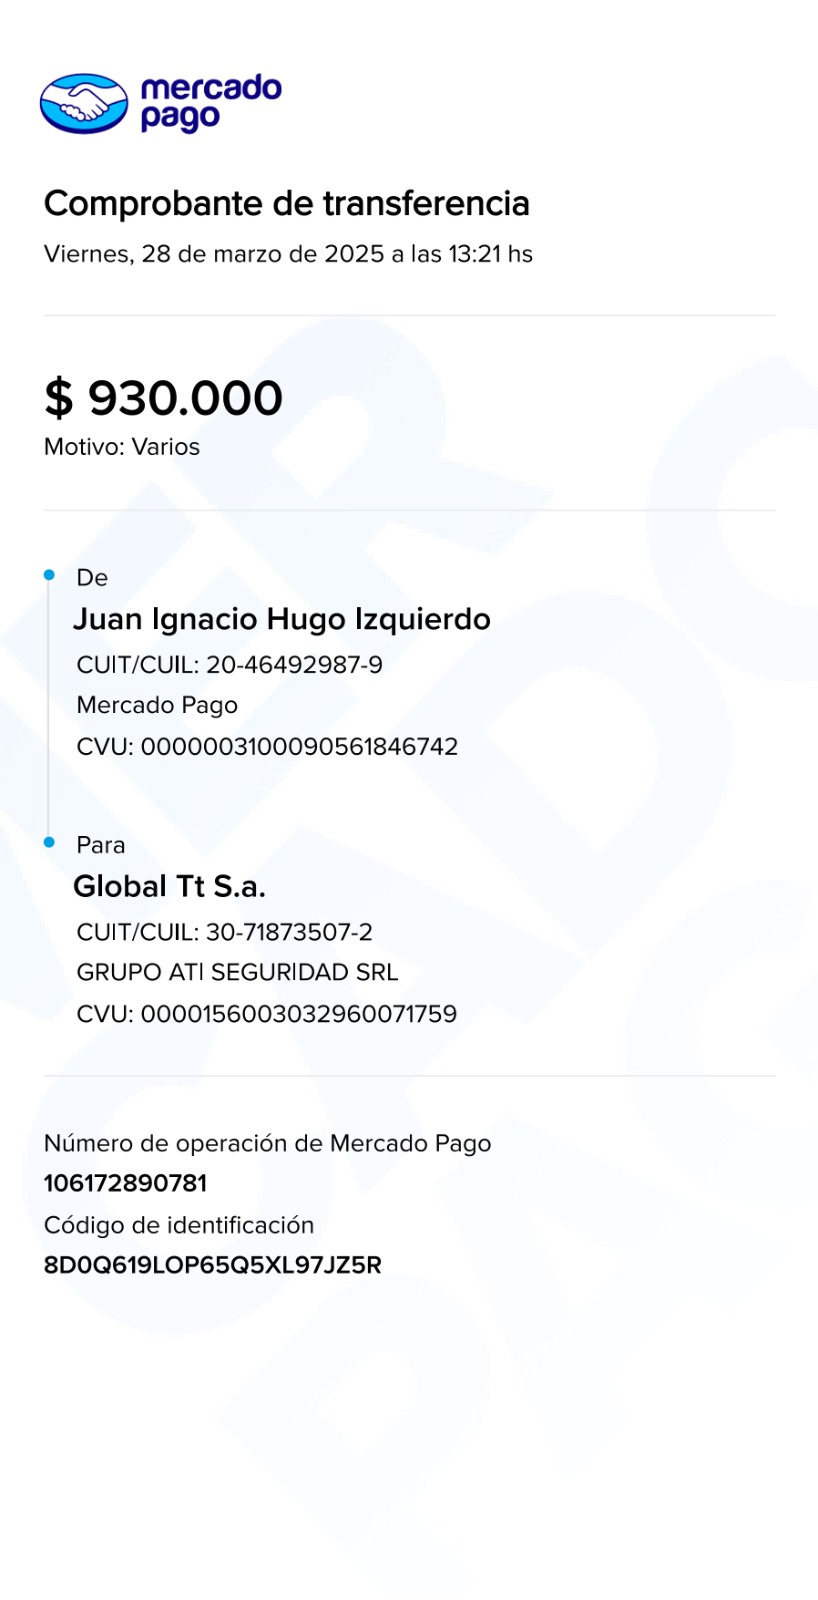 mercado
pago
Comprobante de transferencia
Viernes, 28 de marzo de 2025 a las 13:21 hs
$ 930.000
Motivo: Varios
De
Juan Ignacio Hugo Izquierdo
CUIT/CUIL: 20-46492987-9
Mercado Pago
CVU: 0000003100090561846742
Para
Global Tt S.a.
CUIT/CUIL: 30-71873507-2
GRUPO ATI SEGURIDAD SRL
CVU: 0000156003032960071759
Número de operación de Mercado Pago
106172890781
Código de identificación
8D0Q619LOP65Q5XL97JZ5R